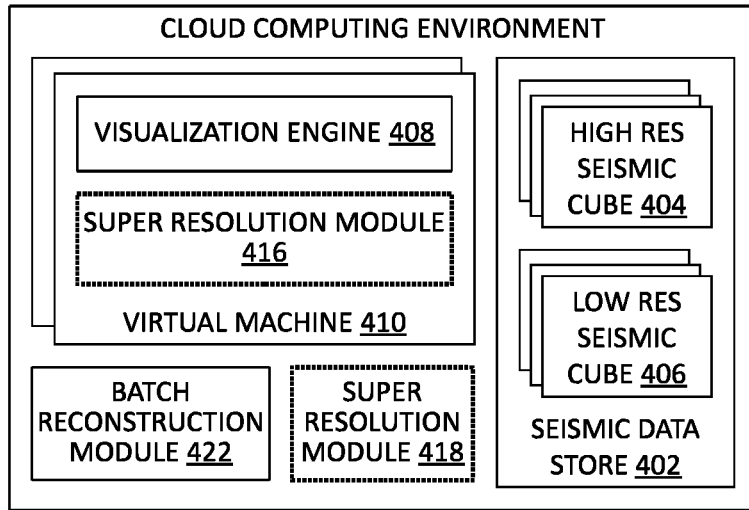 CLOUD COMPUTING ENVIRONMENT
VISUALIZATION ENGINE 408
SUPER RESOLUTION MODULE
416
VIRTUAL MACHINE 410
BATCH
RECONSTRUCTION
MODULE 422
SUPER
RESOLUTION
MODULE 418
HIGH RES
SEISMIC
CUBE 404
LOW RES
SEISMIC
CUBE 406
SEISMIC DATA
STORE 402